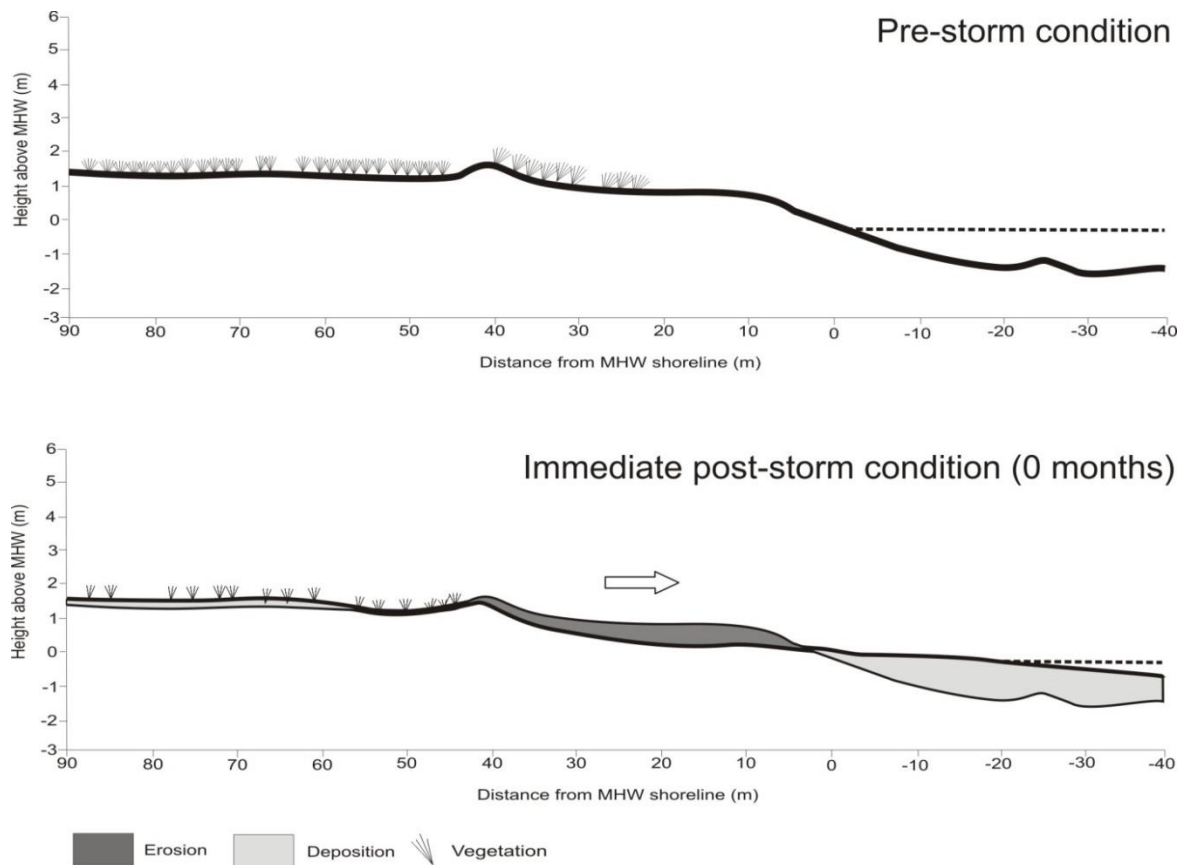 Pre-storm condition
Height above MHW (m)
6
5
4
3
2
1
0
-1
-2
-3
90 80 70 60 50 40 30 20 10 0 -10 -20 -30 -40
Distance from MHW shoreline (m)
Immediate post-storm condition (0 months)
Height above MHW (m)
6
5
4
3
2
1
0
-1
-2
-3
90 80 70 60 50 40 30 20 10 0 -10 -20 -30 -40
Distance from MHW shoreline (m)
Erosion Deposition Vegetation